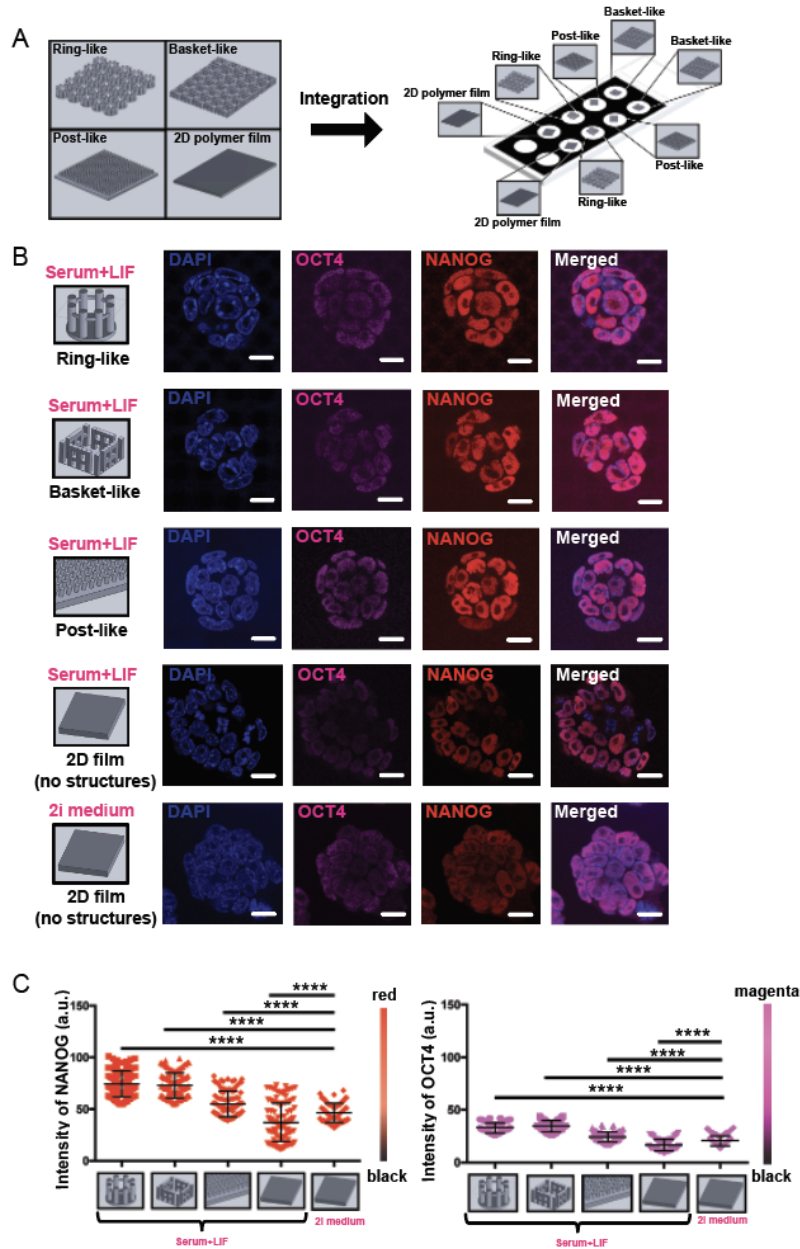 A
Ring-like
Basket-like
Post-like
2D polymer film
Integration
Basket-like
Post-like
Basket-like
Ring-like
2D polymer film
Post-like
Ring-like
2D polymer film
B
Serum+LIF
DAPI
OCT4
NANOG
Merged
Ring-like
Serum+LIF
DAPI
OCT4
NANOG
Merged
Basket-like
Serum+LIF
DAPI
OCT4
NANOG
Merged
Post-like
Serum+LIF
DAPI
OCT4
NANOG
Merged
2D film
(no structures)
2i medium
DAPI
OCT4
NANOG
Merged
2D film
(no structures)
C
Intensity of NANOG (a.u.)
150
100
50
0
****
****
****
****
red
black
Serum+LIF
2i medium
Intensity of OCT4 (a.u.)
150
100
50
0
****
****
****
****
magenta
black
Serum+LIF
2i medium